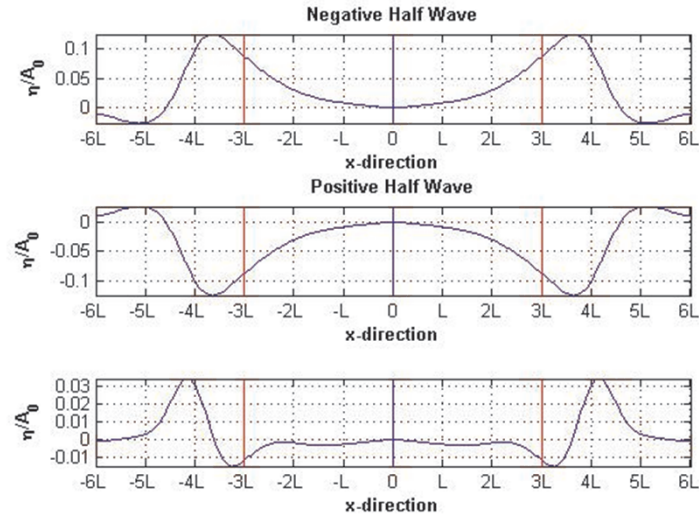 Negative Half Wave
η/A₀
0.1
0.05
0
-6L -5L -4L -3L -2L -L 0 L 2L 3L 4L 5L 6L
x-direction
Positive Half Wave
η/A₀
0
-0.05
-0.1
-6L -5L -4L -3L -2L -L 0 L 2L 3L 4L 5L 6L
x-direction
η/A₀
0.03
0.02
0.01
0
-0.01
-6L -5L -4L -3L -2L -L 0 L 2L 3L 4L 5L 6L
x-direction